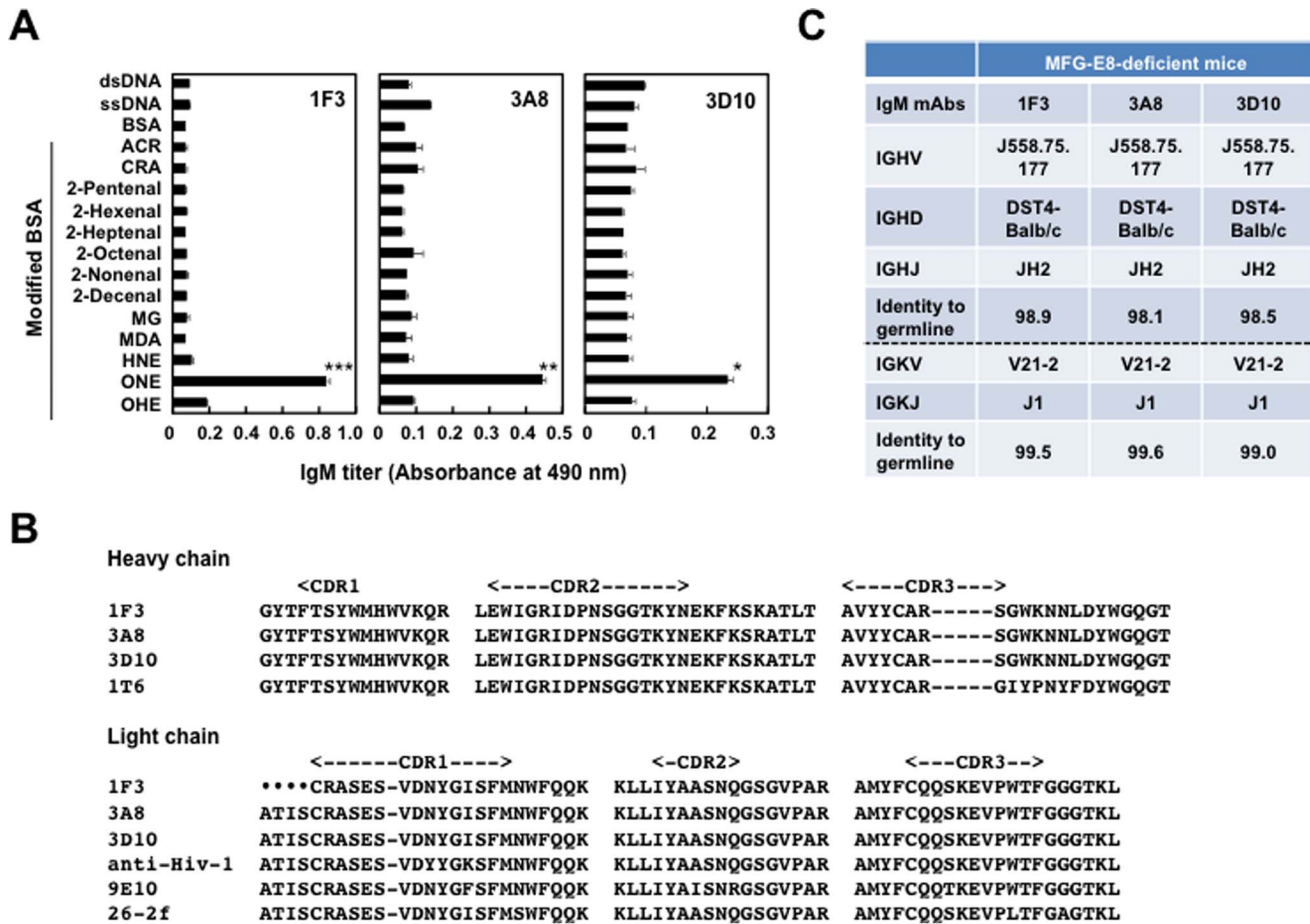 A
dsDNA
ssDNA
BSA
ACR
CRA
2-Pentenal
2-Hexenal
2-Heptenal
2-Octenal
2-Nonenal
2-Decenal
MG
MDA
HNE
ONE
OHE
Modified BSA
1F3
***
0 0.2 0.4 0.6 0.8 1.0
3A8
**
0 0.1 0.2 0.3 0.4 0.5
3D10
*
0 0.1 0.2 0.3
IgM titer (Absorbance at 490 nm)
C
MFG-E8-deficient mice
IgM mAbs 1F3 3A8 3D10
IGHV J558.75. J558.75. J558.75.
177 177 177
IGHD DST4- DST4- DST4-
Balb/c Balb/c Balb/c
IGHJ JH2 JH2 JH2
Identity to
germline 98.9 98.1 98.5
IGKV V21-2 V21-2 V21-2
IGKJ J1 J1 J1
Identity to
germline 99.5 99.6 99.0
B
Heavy chain
<CDR1 <----CDR2------> <----CDR3--->
1F3 GYTFTSYWMHWVKQR LEWIGRIDPNSGGTKYNEKFKSKATLT AVYYCAR-----SGWKNNLDYWGQGT
3A8 GYTFTSYWMHWVKQR LEWIGRIDPNSGGTKYNEKFKSKATLT AVYYCAR-----SGWKNNLDYWGQGT
3D10 GYTFTSYWMHWVKQR LEWIGRIDPNSGGTKYNEKFKSKATLT AVYYCAR-----SGWKNNLDYWGQGT
1T6 GYTFTSYWMHWVKQR LEWIGRIDPNSGGTKYNEKFKSKATLT AVYYCAR-----GIYPNYFDYWGQGT
Light chain
<------CDR1----> <-CDR2> <---CDR3-->
1F3 ••••CRASES-VDNYGISFMNWFQQK KLLIYAASNQGSGVPAR AMYFCQQSKEVPWTFGGGTKL
3A8 ATISCRASES-VDNYGISFMNWFQQK KLLIYAASNQGSGVPAR AMYFCQQSKEVPWTFGGGTKL
3D10 ATISCRASES-VDNYGISFMNWFQQK KLLIYAASNQGSGVPAR AMYFCQQSKEVPWTFGGGTKL
anti-Hiv-1 ATISCRASES-VDYYGKSFMNWFQQK KLLIYAASNQGSGVPAR AMYFCQQSKEVPWTFGGGTKL
9E10 ATISCRASES-VDNYGFSFMNWFQQK KLLIYAISNRGSGVPAR AMYFCQQTKEVPWTFGGGTKL
26-2f ATISCRASES-VDNYGISFMSWFQQK KLLIYAASNQGSGVPAR AMYFCQQSKEVPLTFGAGTKL